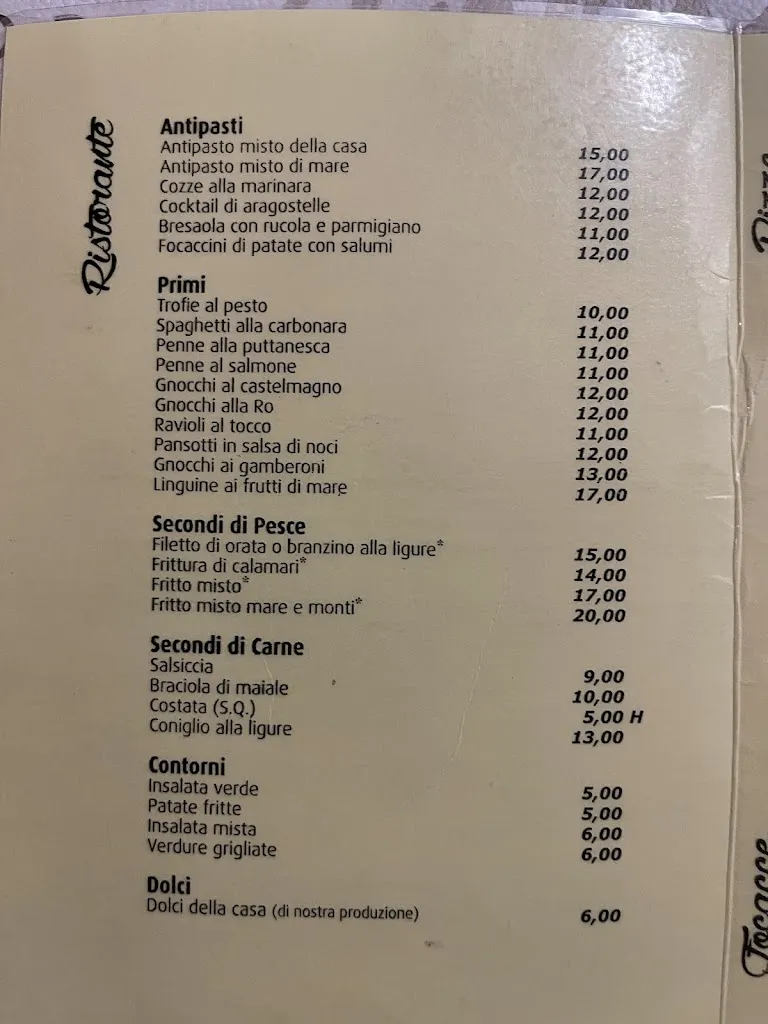 Ristorante
Antipasti
Antipasto misto della casa 15,00
Antipasto misto di mare 17,00
Cozze alla marinara 12,00
Cocktail di aragostelle 12,00
Bresaola con rucola e parmigiano 11,00
Focaccini di patate con salumi 12,00
Primi
Trofie al pesto 10,00
Spaghetti alla carbonara 11,00
Penne alla puttanesca 11,00
Penne al salmone 11,00
Gnocchi al castelmagno 12,00
Gnocchi alla Ro 12,00
Ravioli al tocco 11,00
Pansotti in salsa di noci 12,00
Gnocchi ai gamberoni 13,00
Linguine ai frutti di mare 17,00
Secondi di Pesce
Filetto di orata o branzino alla ligure* 15,00
Frittura di calamari* 14,00
Fritto misto* 17,00
Fritto misto mare e monti* 20,00
Secondi di Carne
Salsiccia 9,00
Braciola di maiale 10,00
Costata (S.Q.) 5,00 H
Coniglio alla ligure 13,00
Contorni
Insalata verde 5,00
Patate fritte 5,00
Insalata mista 6,00
Verdure grigliate 6,00
Dolci
Dolci della casa (di nostra produzione) 6,00
Focacce